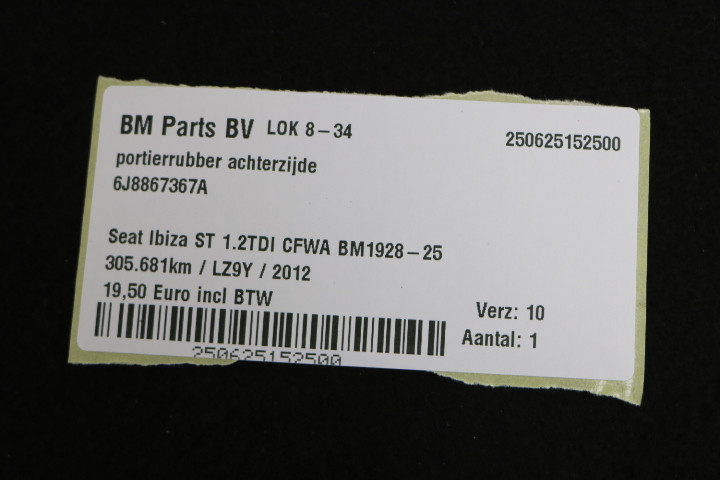 BM Parts BV LOK 8-34 250625152500
portierrubber achterzijde
6J8867367A
Seat Ibiza ST 1.2TDI CFWA BM1928-25
305.681km / LZ9Y / 2012
19,50 Euro incl BTW
Verz: 10
Aantal: 1
250625152500